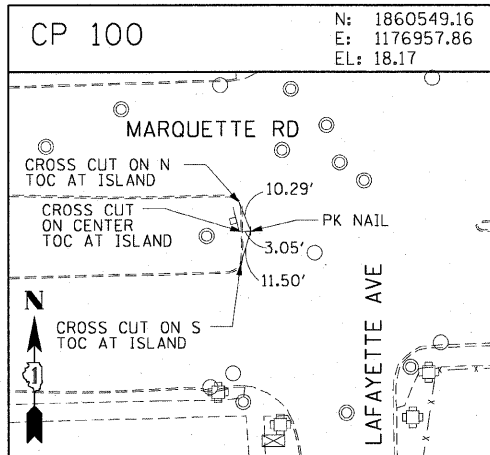 CP 100
N: 1860549.16
E: 1176957.86
EL: 18.17
MARQUETTE RD
CROSS CUT ON N
TOC AT ISLAND
10.29'
CROSS CUT
ON CENTER
TOC AT ISLAND
PK NAIL
3.05'
11.50'
N
1
CROSS CUT ON S
TOC AT ISLAND
LAFAYETTE AVE